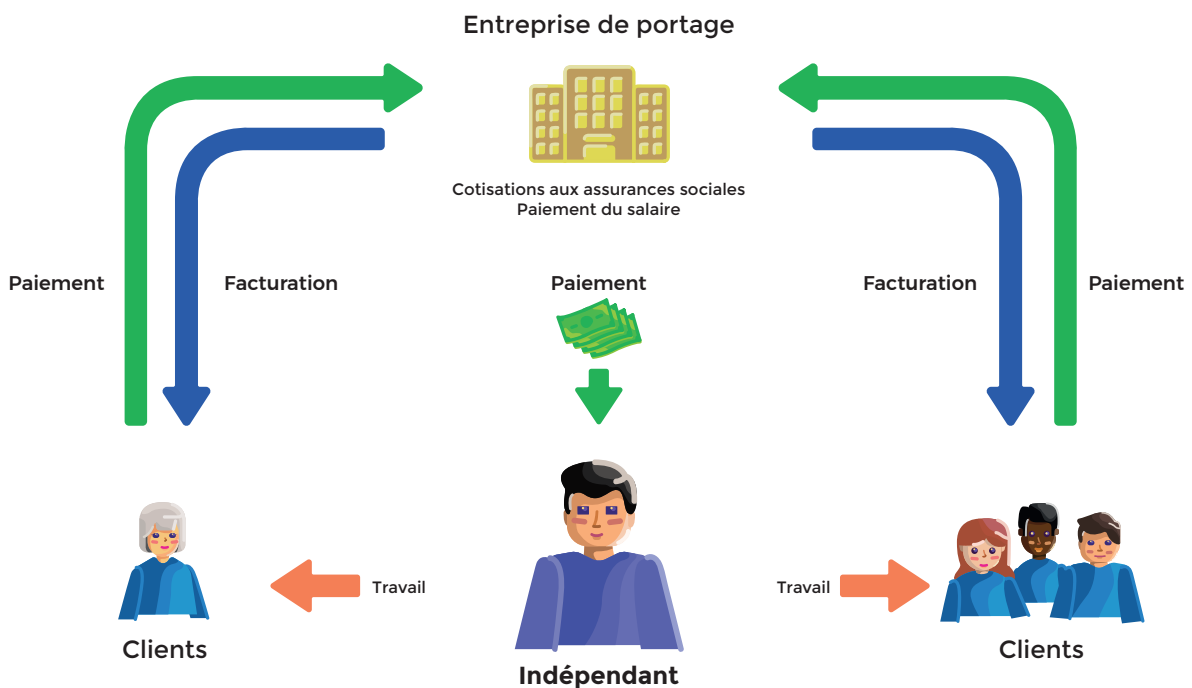 Entreprise de portage
Cotisations aux assurances sociales
Paiement du salaire
Paiement
Facturation
Paiement
Facturation
Paiement
Travail
Travail
Clients
Indépendant
Clients